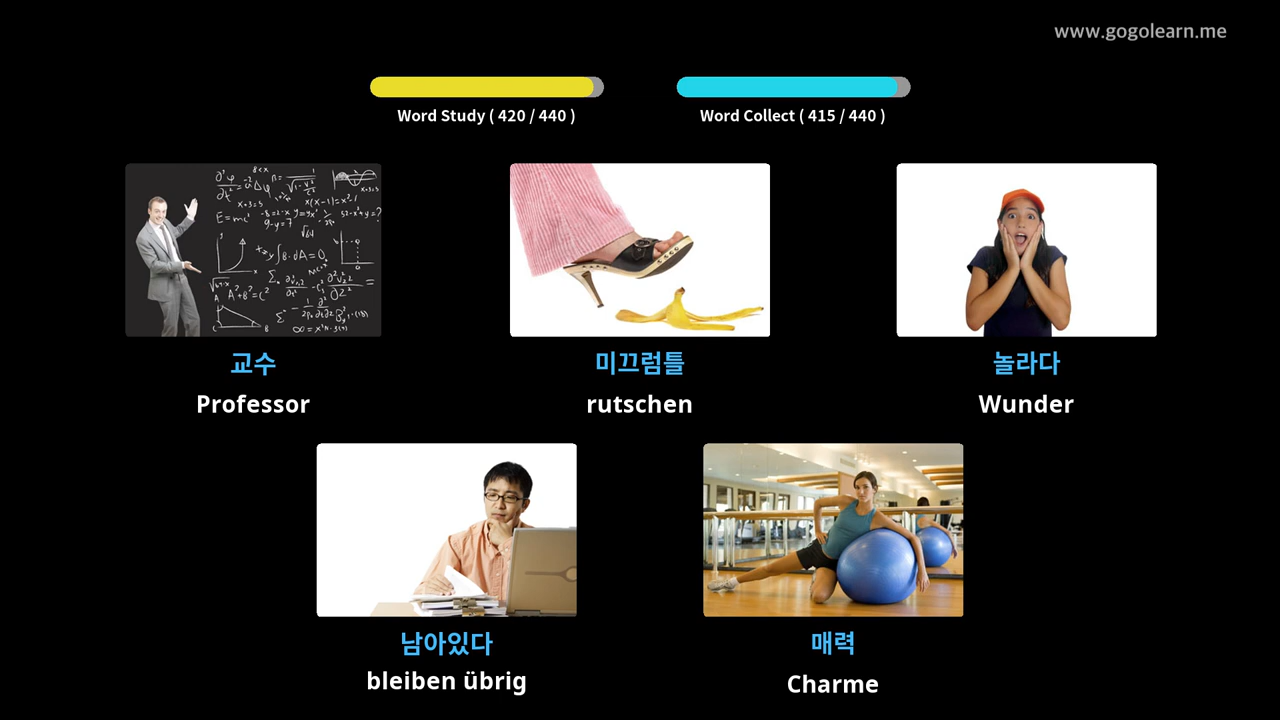 www.gogolearn.me
Word Study ( 420 / 440 )
Word Collect ( 415 / 440 )
교수
Professor
미끄럼틀
rutschen
놀라다
Wunder
남아있다
bleiben übrig
매력
Charme